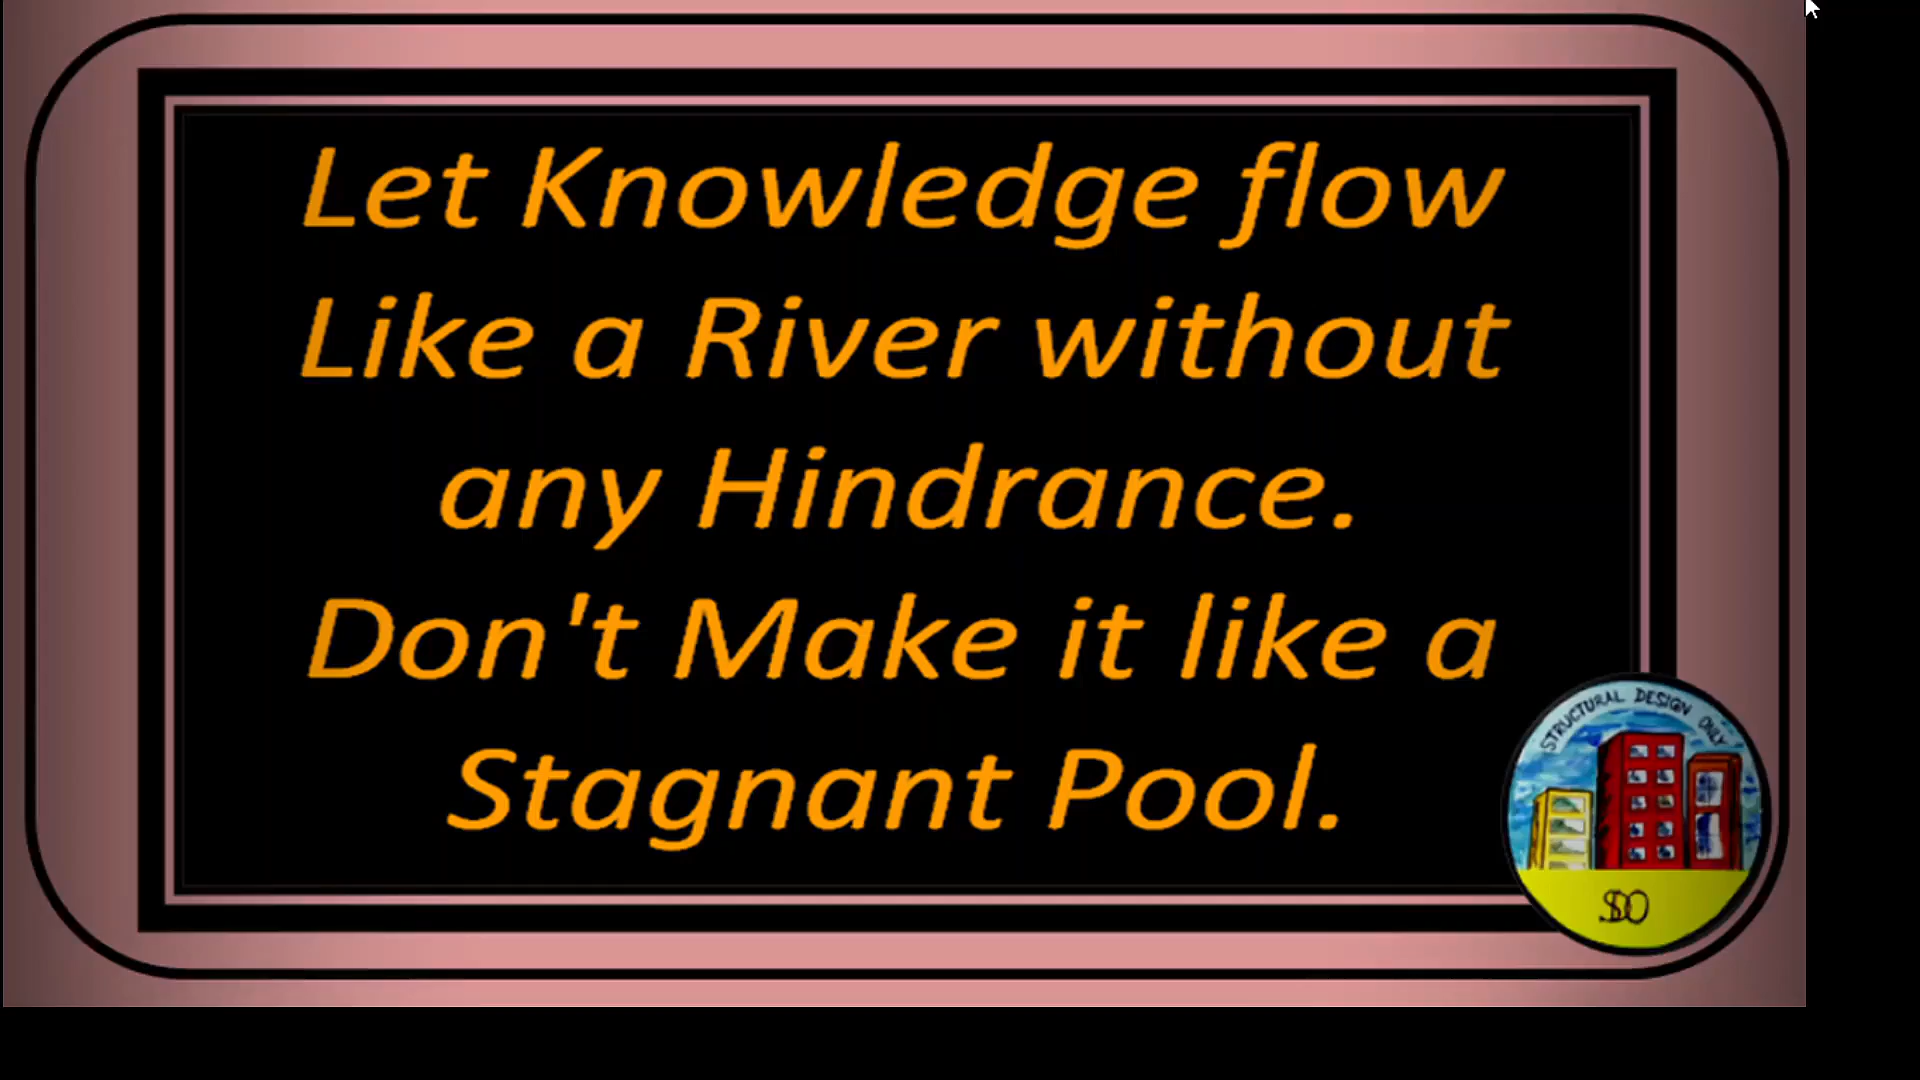 Let Knowledge flow
Like a River without
any Hindrance.
Don't Make it like a
Stagnant Pool.
STRUCTURAL DESIGN ONLY
SDO